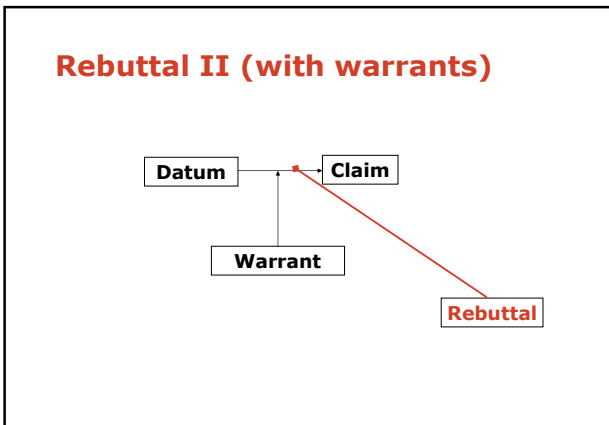 Rebuttal II (with warrants)
Datum
Claim
Warrant
Rebuttal